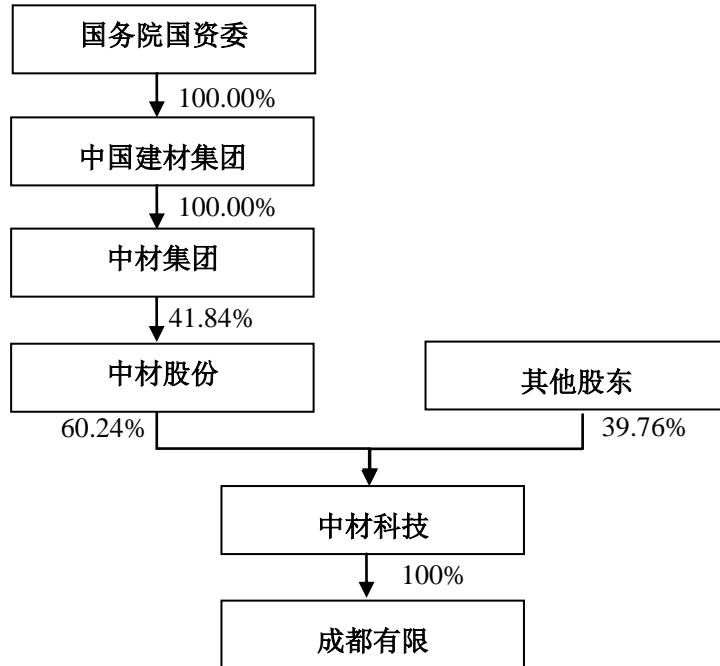 国务院国资委
100.00%
中国建材集团
100.00%
中材集团
41.84%
中材股份
其他股东
60.24%
39.76%
中材科技
100%
成都有限